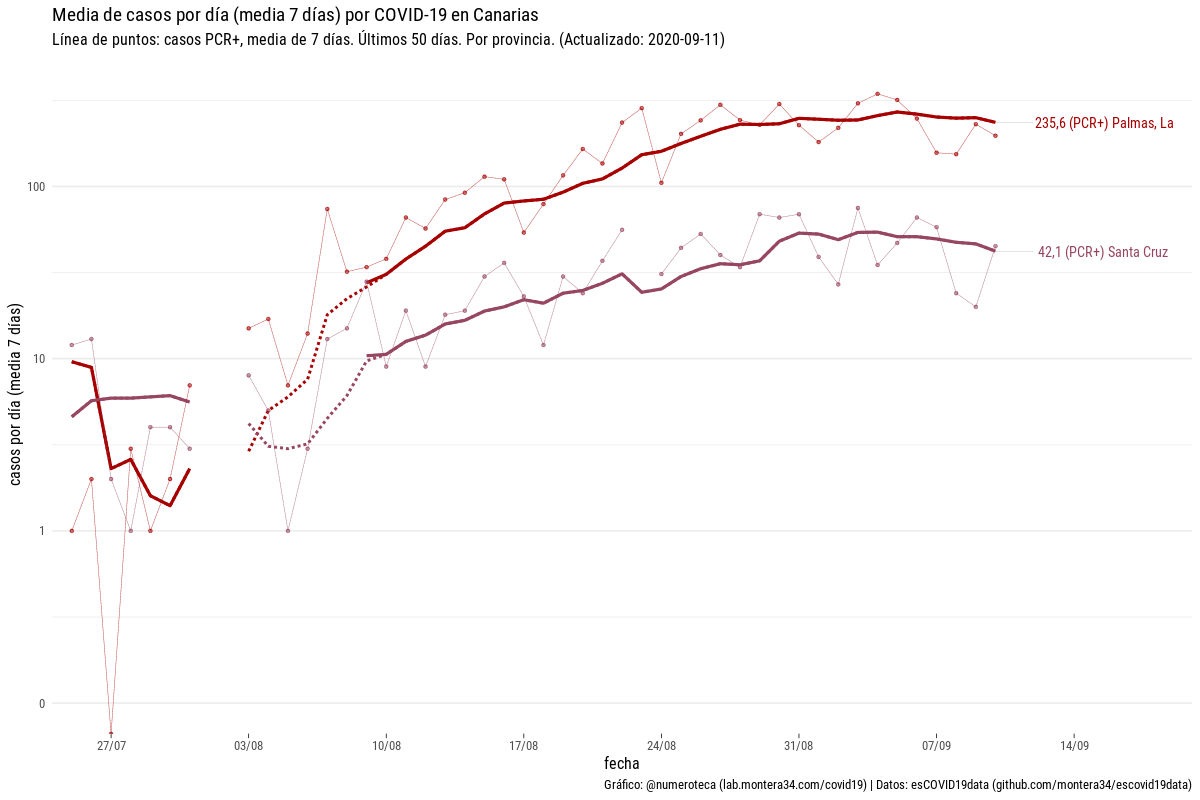 Media de casos por día (media 7 días) por COVID-19 en Canarias
Línea de puntos: casos PCR+, media de 7 días. Últimos 50 días. Por provincia. (Actualizado: 2020-09-11)
casos por día (media 7 días)
100
10
1
0
235,6 (PCR+) Palmas, La
42,1 (PCR+) Santa Cruz
27/07
03/08
10/08
17/08
24/08
31/08
07/09
14/09
fecha
Gráfico: @numeroteca (lab.montera34.com/covid19) | Datos: esCOVID19data (github.com/montera34/escovid19data)